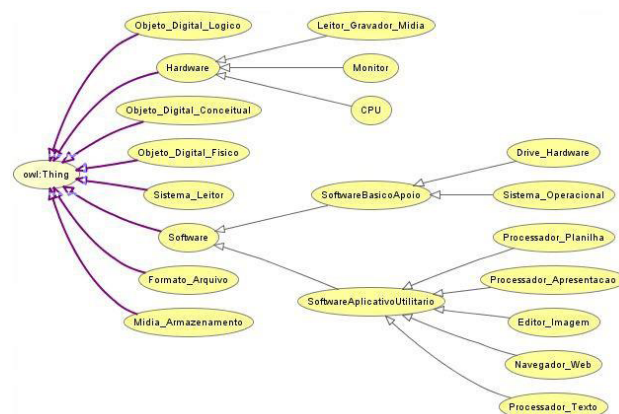 Objeto_Digital_Logico
Leitor_Gravador_Midia
Hardware
Monitor
CPU
Objeto_Digital_Conceitual
Objeto_Digital_Fisico
Drive_Hardware
owl:Thing
Sistema_Leitor
SoftwareBasicoApoio
Sistema_Operacional
Software
Processador_Planilha
Formato_Arquivo
Processador_Apresentacao
SoftwareAplicativoUtilitario
Midia_Armazenamento
Editor_Imagem
Navegador_Web
Processador_Texto